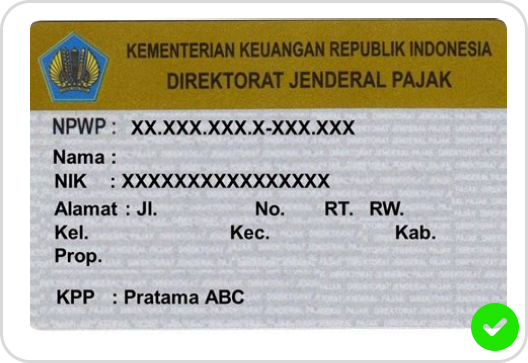 KEMENTERIAN KEUANGAN REPUBLIK INDONESIA
DIREKTORAT JENDERAL PAJAK
NPWP : XX.XXX.XXX.X-XXX.XXX
Nama :
NIK : XXXXXXXXXXXXXXXX
Alamat : Jl. No. RT. RW.
Kel. Kec. Kab.
Prop.
KPP : Pratama ABC